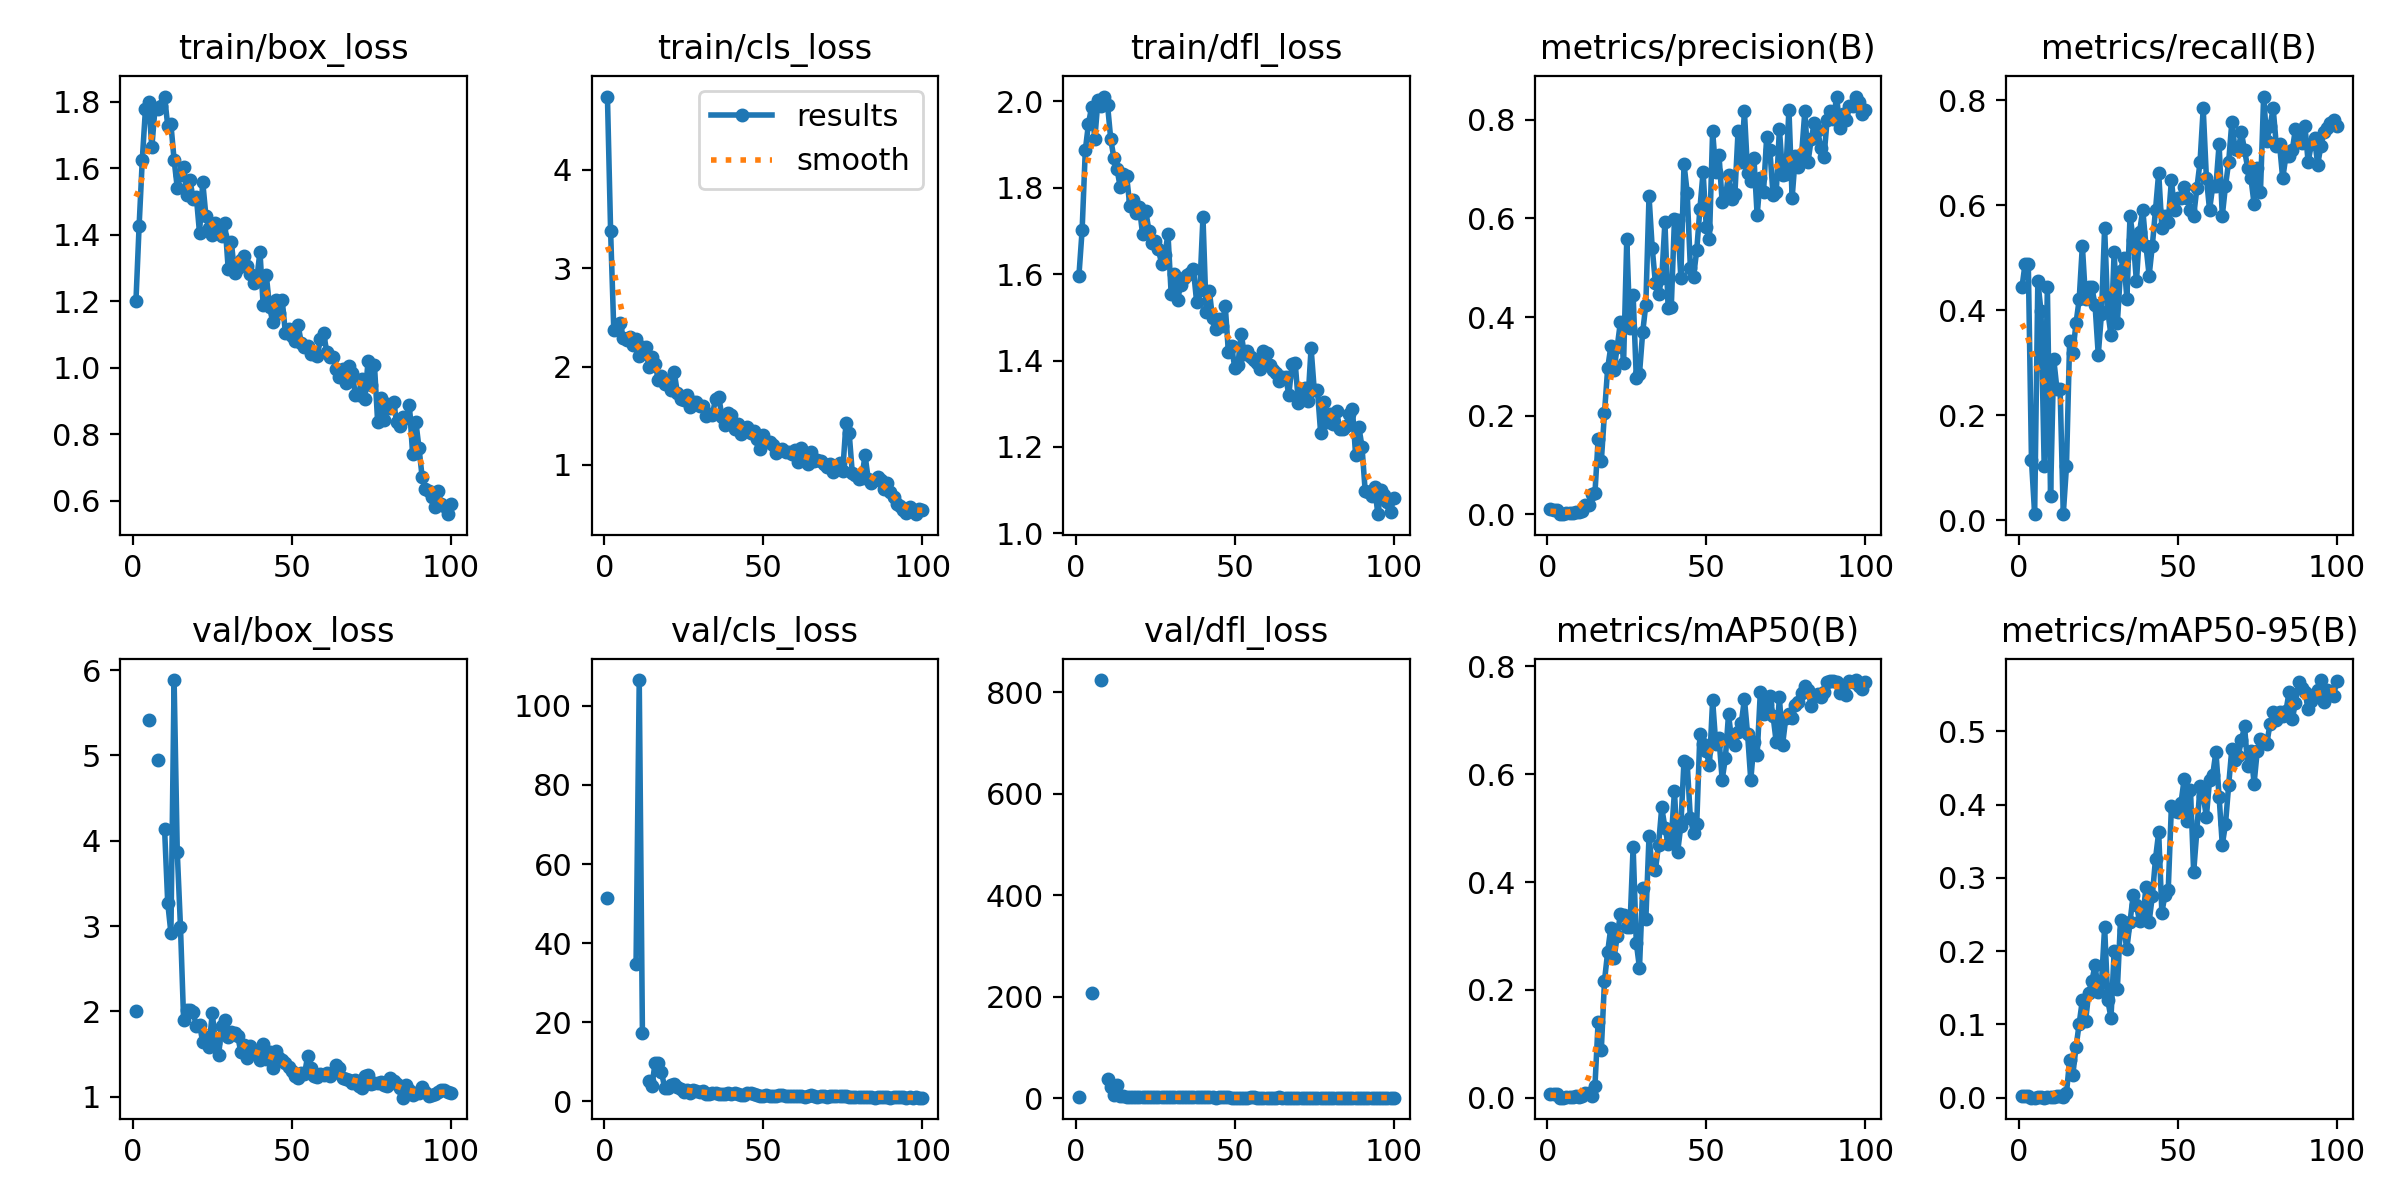 train/box_loss
1.8
1.6
1.4
1.2
1.0
0.8
0.6
0 50 100
train/cls_loss
results
smooth
4
3
2
1
0 50 100
train/dfl_loss
2.0
1.8
1.6
1.4
1.2
1.0
0 50 100
metrics/precision(B)
0.8
0.6
0.4
0.2
0.0
0 50 100
metrics/recall(B)
0.8
0.6
0.4
0.2
0.0
0 50 100
val/box_loss
6
5
4
3
2
1
0 50 100
val/cls_loss
100
80
60
40
20
0
0 50 100
val/dfl_loss
800
600
400
200
0
0 50 100
metrics/mAP50(B)
0.8
0.6
0.4
0.2
0.0
0 50 100
metrics/mAP50-95(B)
0.5
0.4
0.3
0.2
0.1
0.0
0 50 100